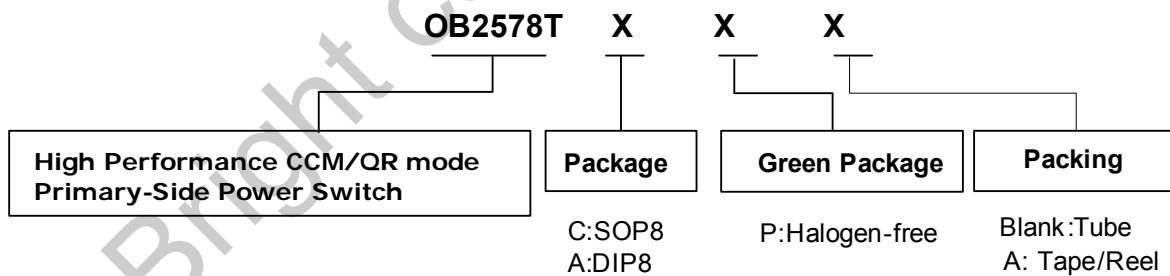 OB2578T X X X
High Performance CCM/QR mode
Primary-Side Power Switch
Package
Green Package
Packing
C:SOP8
A:DIP8
P:Halogen-free
Blank:Tube
A: Tape/Reel
Bright